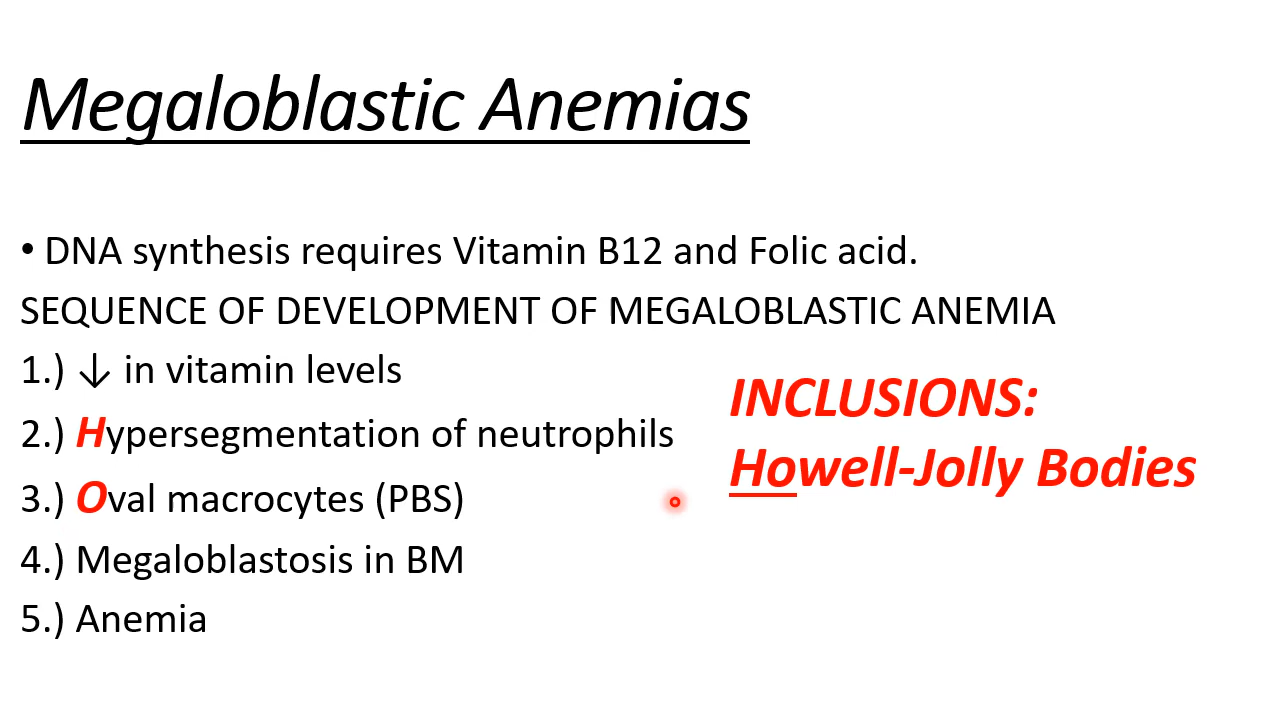 Megaloblastic Anemias
• DNA synthesis requires Vitamin B12 and Folic acid.
SEQUENCE OF DEVELOPMENT OF MEGALOBLASTIC ANEMIA
1.) ↓ in vitamin levels
2.) Hypersegmentation of neutrophils
3.) Oval macrocytes (PBS)
4.) Megaloblastosis in BM
5.) Anemia
INCLUSIONS:
Howell-Jolly Bodies